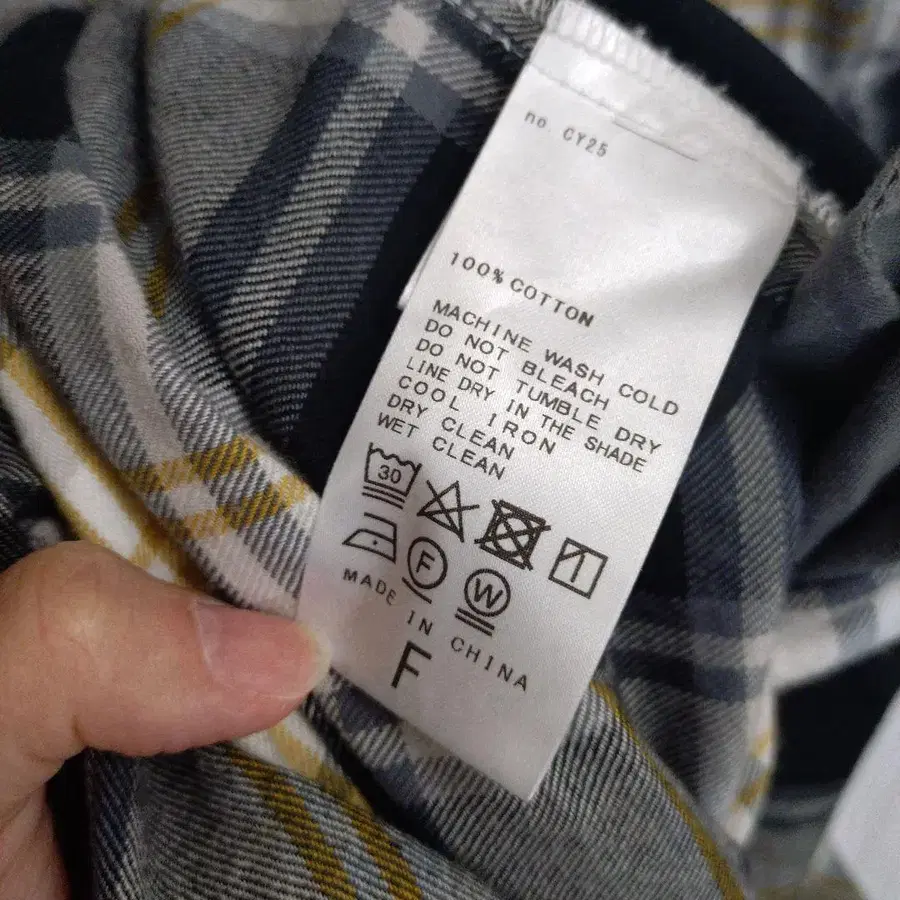 no. CY25
100% COTTON
MACHINE WASH COLD
DO NOT BLEACH
DO NOT TUMBLE DRY
LINE DRY IN THE SHADE
COOL IRON
DRY CLEAN
WET CLEAN
30
F
W
MADE IN CHINA
F